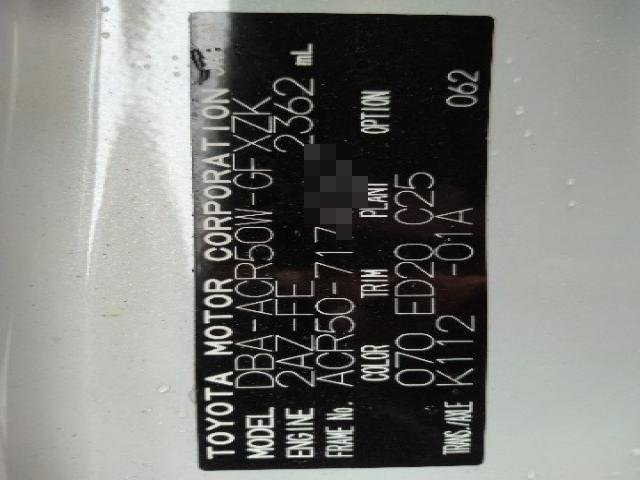 TOYOTA MOTOR CORPORATION
MODEL DBA-ACR50W-GFXZK
ENGINE 2AZ-FE 2362 mL
FRAME No. ACR50-717
COLOR TRIM PLANT OPTION
070 ED20 C25
TRANS./AXLE K112 -01A 062